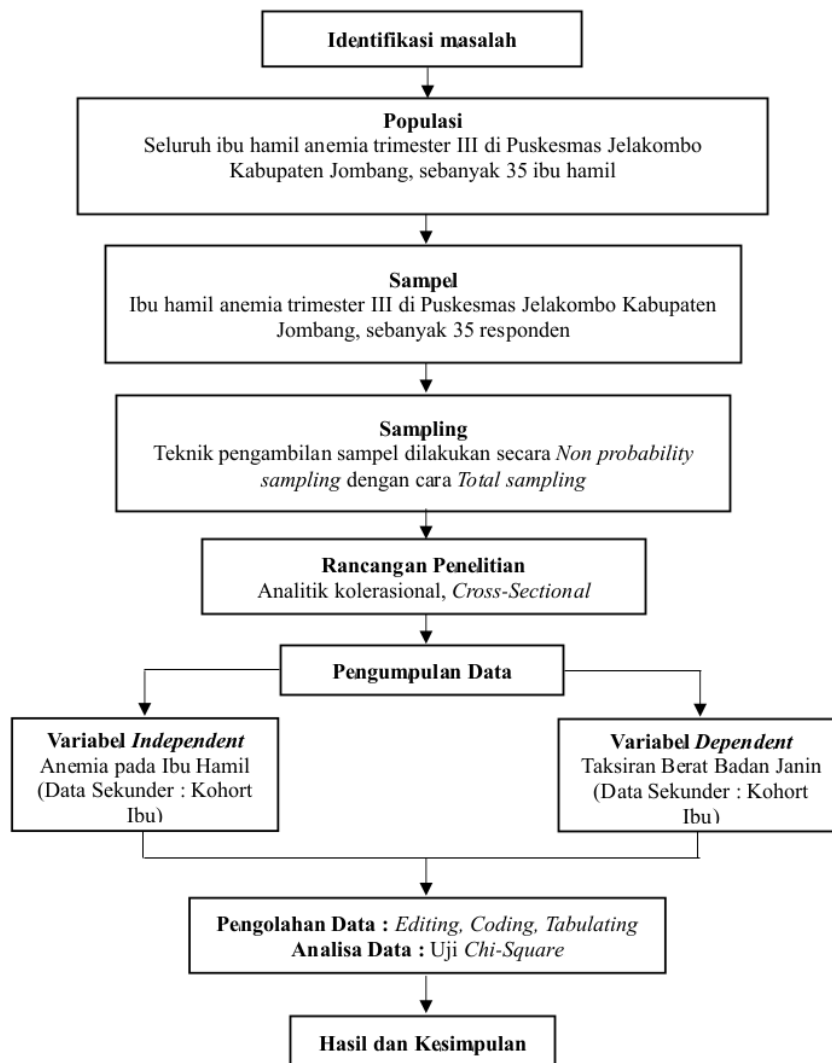 Identifikasi masalah
Populasi
Seluruh ibu hamil anemia trimester III di Puskesmas Jelakombo
Kabupaten Jombang, sebanyak 35 ibu hamil
Sampel
Ibu hamil anemia trimester III di Puskesmas Jelakombo Kabupaten
Jombang, sebanyak 35 responden
Sampling
Teknik pengambilan sampel dilakukan secara Non probability
sampling dengan cara Total sampling
Rancangan Penelitian
Analitik kolerasional, Cross-Sectional
Pengumpulan Data
Variabel Independent
Anemia pada Ibu Hamil
(Data Sekunder : Kohort
Ibu)
Variabel Dependent
Taksiran Berat Badan Janin
(Data Sekunder : Kohort
Ibu)
Pengolahan Data : Editing, Coding, Tabulating
Analisa Data : Uji Chi-Square
Hasil dan Kesimpulan